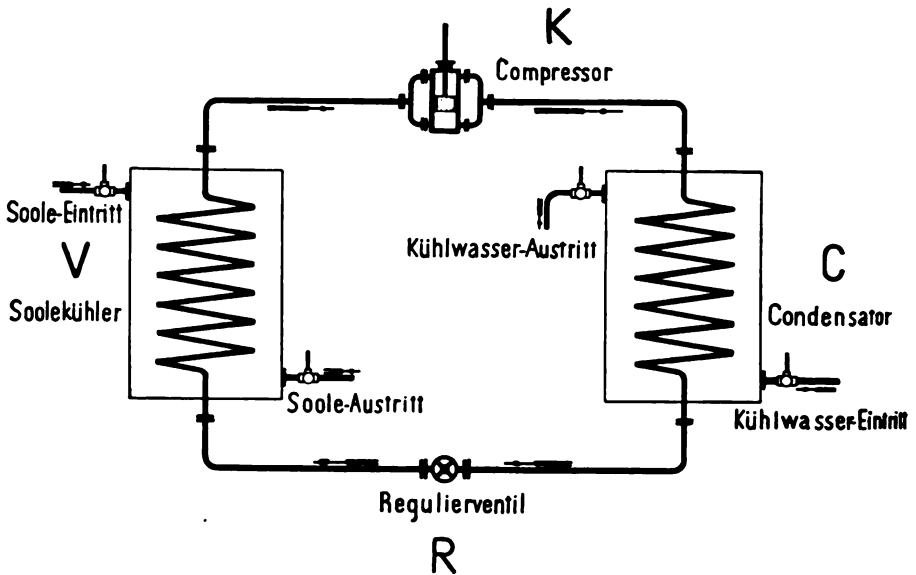 K
Compressor
Soole-Eintritt
V
Soolekühler
Soole-Austritt
Kühlwasser-Austritt
C
Condensator
Kühlwasser-Eintritt
Regulierventil
R